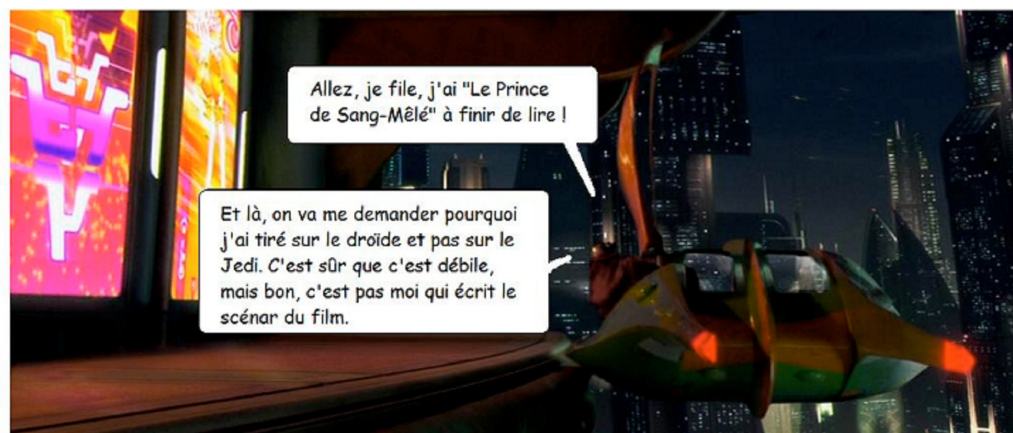 Allez, je file, j'ai "Le Prince
de Sang-Mêlé" à finir de lire !
Et là, on va me demander pourquoi
j'ai tiré sur le droïde et pas sur le
Jedi. C'est sûr que c'est débile,
mais bon, c'est pas moi qui écrit le
scénar du film.